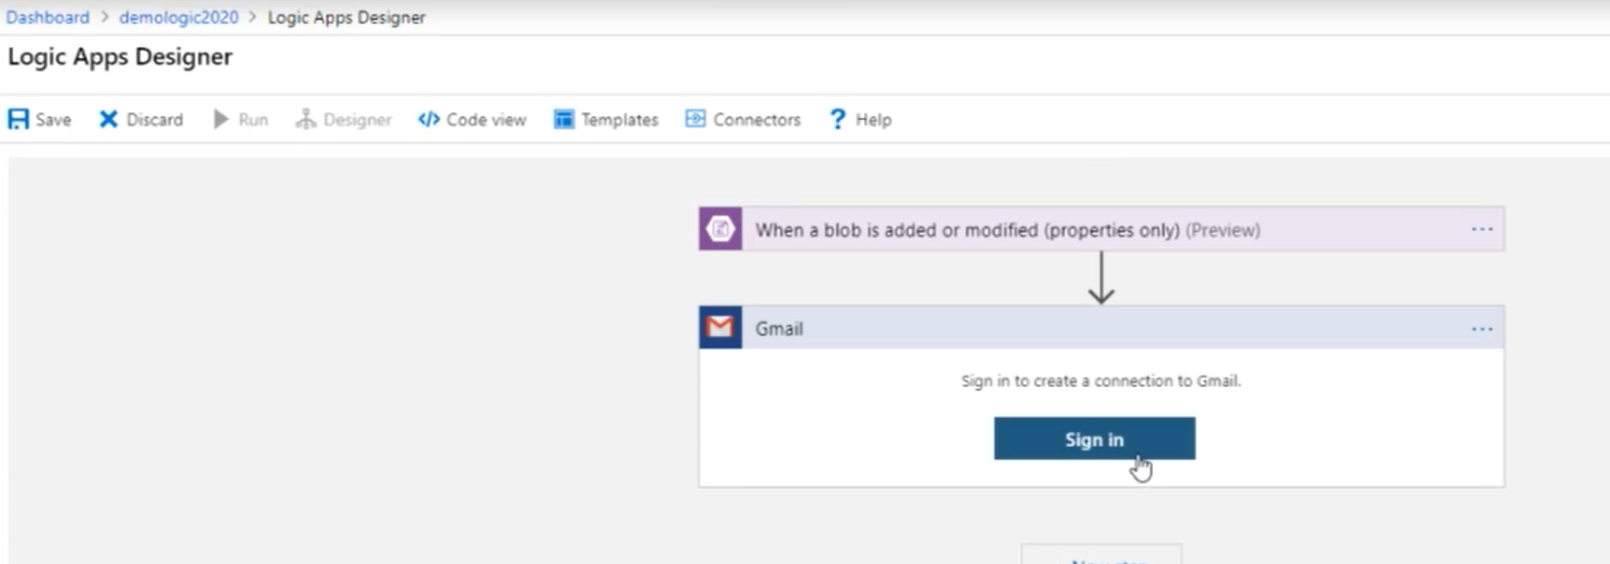 Dashboard > demologic2020 > Logic Apps Designer
Logic Apps Designer
Save Discard Run Designer Code view Templates Connectors ? Help
When a blob is added or modified (properties only) (Preview) ...
Gmail ...
Sign in to create a connection to Gmail.
Sign in